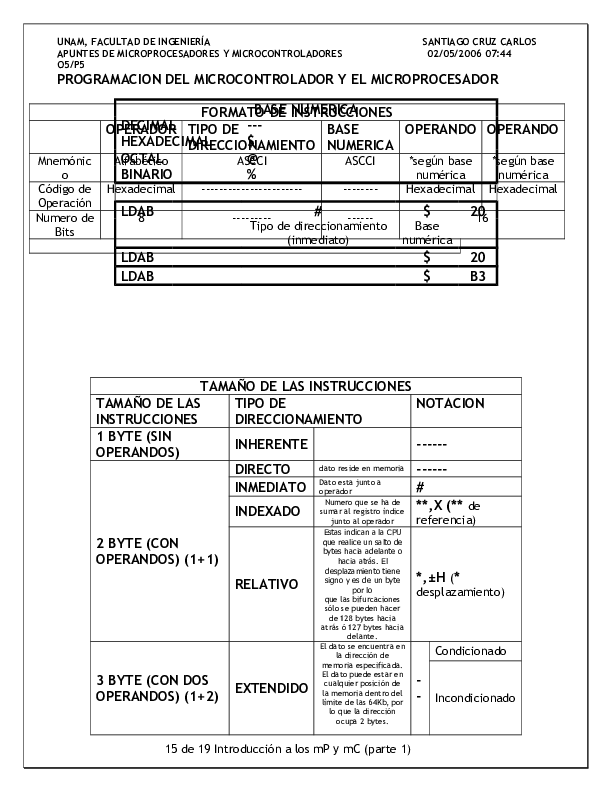 UNAM, FACULTAD DE INGENIERÍA SANTIAGO CRUZ CARLOS
APUNTES DE MICROPROCESADORES Y MICROCONTROLADORES 02/05/2006 07:44
O5/P5
PROGRAMACION DEL MICROCONTROLADOR Y EL MICROPROCESADOR
BASE NUMERICA
FORMATO DE INSTRUCCIONES
DECIMAL ---
HEXADECIMAL $
OCTAL @
BINARIO %
OPERADOR TIPO DE DIRECCIONAMIENTO BASE NUMERICA OPERANDO OPERANDO
Mnemónic
o
Alfabético ASCCI ASCCI *según base numérica *según base numérica
Código de
Operación
Hexadecimal ----------------------- -------- Hexadecimal Hexadecimal
Numero de
Bits
8 --------- ------ 16
LDAB # $ 20
Tipo de direccionamiento Base
(inmediato) numérica
LDAB $ 20
LDAB $ B3
TAMAÑO DE LAS INSTRUCCIONES
TAMAÑO DE LAS TIPO DE NOTACION
INSTRUCCIONES DIRECCIONAMIENTO
1 BYTE (SIN
OPERANDOS)
INHERENTE ------
2 BYTE (CON
OPERANDOS) (1+1)
DIRECTO dato reside en memoria ------
INMEDIATO Dato está junto a
operador
#
INDEXADO Numero que se ha de
sumar al registro índice
junto al operador
**,X (** de
referencia)
RELATIVO
Estas indican a la CPU
que realice un salto de
bytes hacia adelante o
hacia atrás. El
desplazamiento tiene
signo y es de un byte
por lo
que las bifurcaciones
sólo se pueden hacer
de 128 bytes hacia
atrás ó 127 bytes hacia
delante.
*,±H (*
desplazamiento)
3 BYTE (CON DOS
OPERANDOS) (1+2)
EXTENDIDO
El dato se encuentra en
la dirección de
memoria especificada.
El dato puede estar en
cualquier posición de
la memoria dentro del
límite de las 64Kb, por
lo que la dirección
ocupa 2 bytes.
-
-
Condicionado
Incondicionado
15 de 19 Introducción a los mP y mC (parte 1)